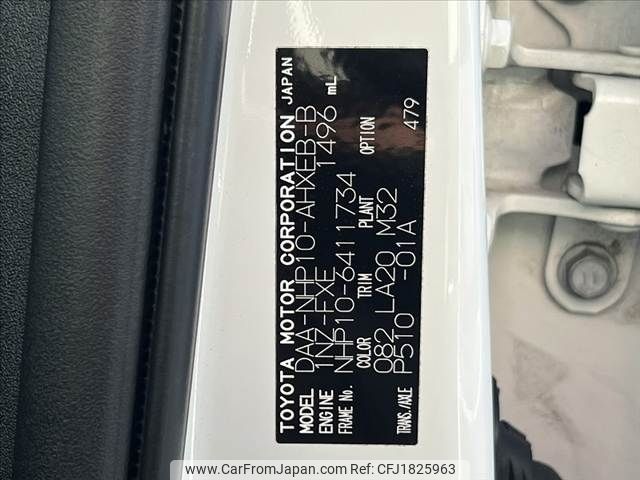 TOYOTA MOTOR CORPORATION JAPAN
MODEL DAA-NHP10-AHXEB-B
ENGINE 1NZ-FXE 1496 mL
FRAME No. NHP10-6411734
COLOR TRIM PLANT OPTION
082 LA20 M32 479
TRANS./AXLE P510 -01A
www.CarFromJapan.com - CFJ1825963